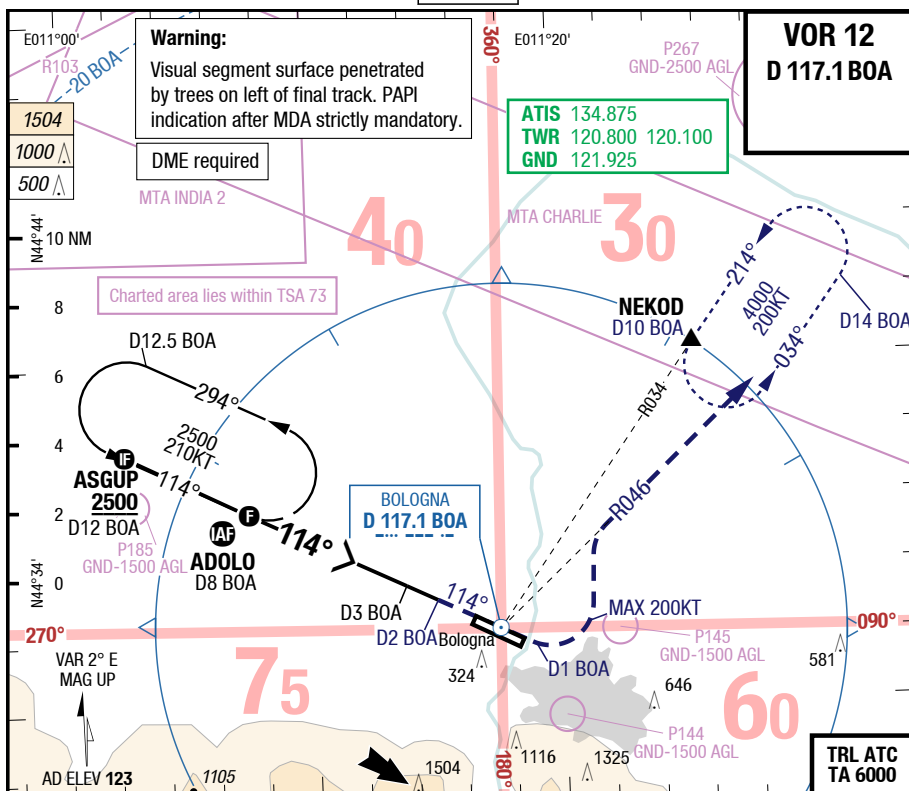 VOR 12
D 117.1 BOA
E011°00'
E011°20'
360°
Warning:
Visual segment surface penetrated
by trees on left of final track. PAPI
indication after MDA strictly mandatory.
DME required
R103
20 BOA
P267
GND-2500 AGL
ATIS 134.875
TWR 120.800 120.100
GND 121.925
1504
1000
500
MTA INDIA 2
MTA CHARLIE
40
30
N44°44'
10 NM
8
6
4
2
0
N44°34'
Charted area lies within TSA 73
NEKOD
D10 BOA
214°
4000
200KT
034°
D14 BOA
R034
R046
D12.5 BOA
294°
2500
210KT
IF
ASGUP
2500
D12 BOA
114°
F
IAF
ADOLO
D8 BOA
114°
P185
GND-1500 AGL
BOLOGNA
D 117.1 BOA
D3 BOA
114°
D2 BOA
Bologna
D1 BOA
MAX 200KT
270°
090°
P145
GND-1500 AGL
581
VAR 2° E
MAG UP
75
324
646
60
P144
GND-1500 AGL
AD ELEV 123
1105
1504
180°
1116
1325
TRL ATC
TA 6000